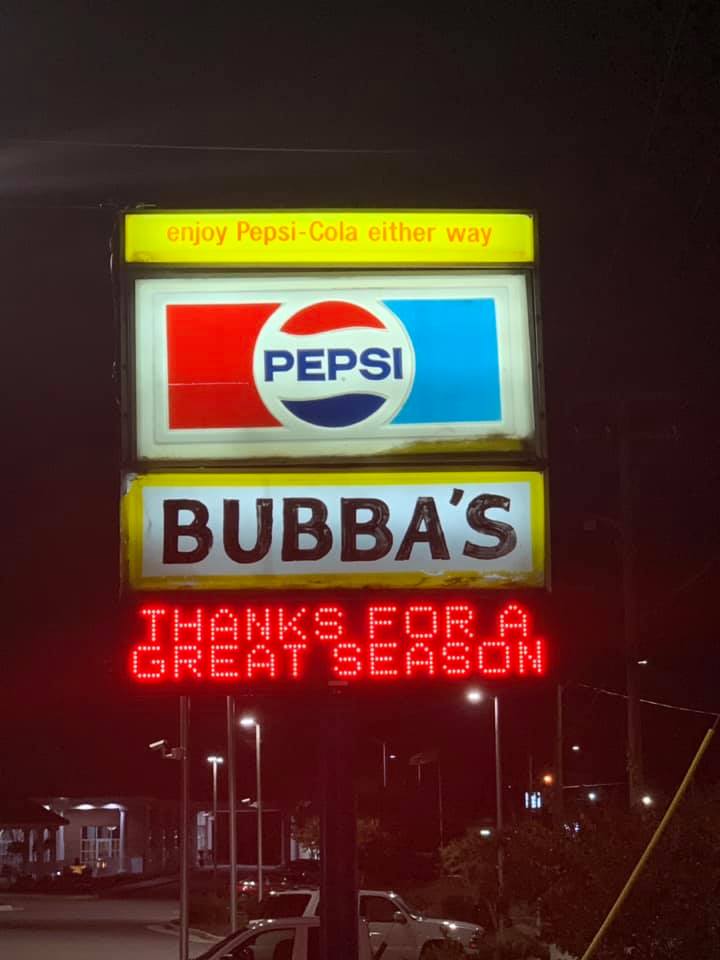 enjoy Pepsi-Cola either way
PEPSI
BUBBA'S
THANKS FOR A
GREAT SEASON